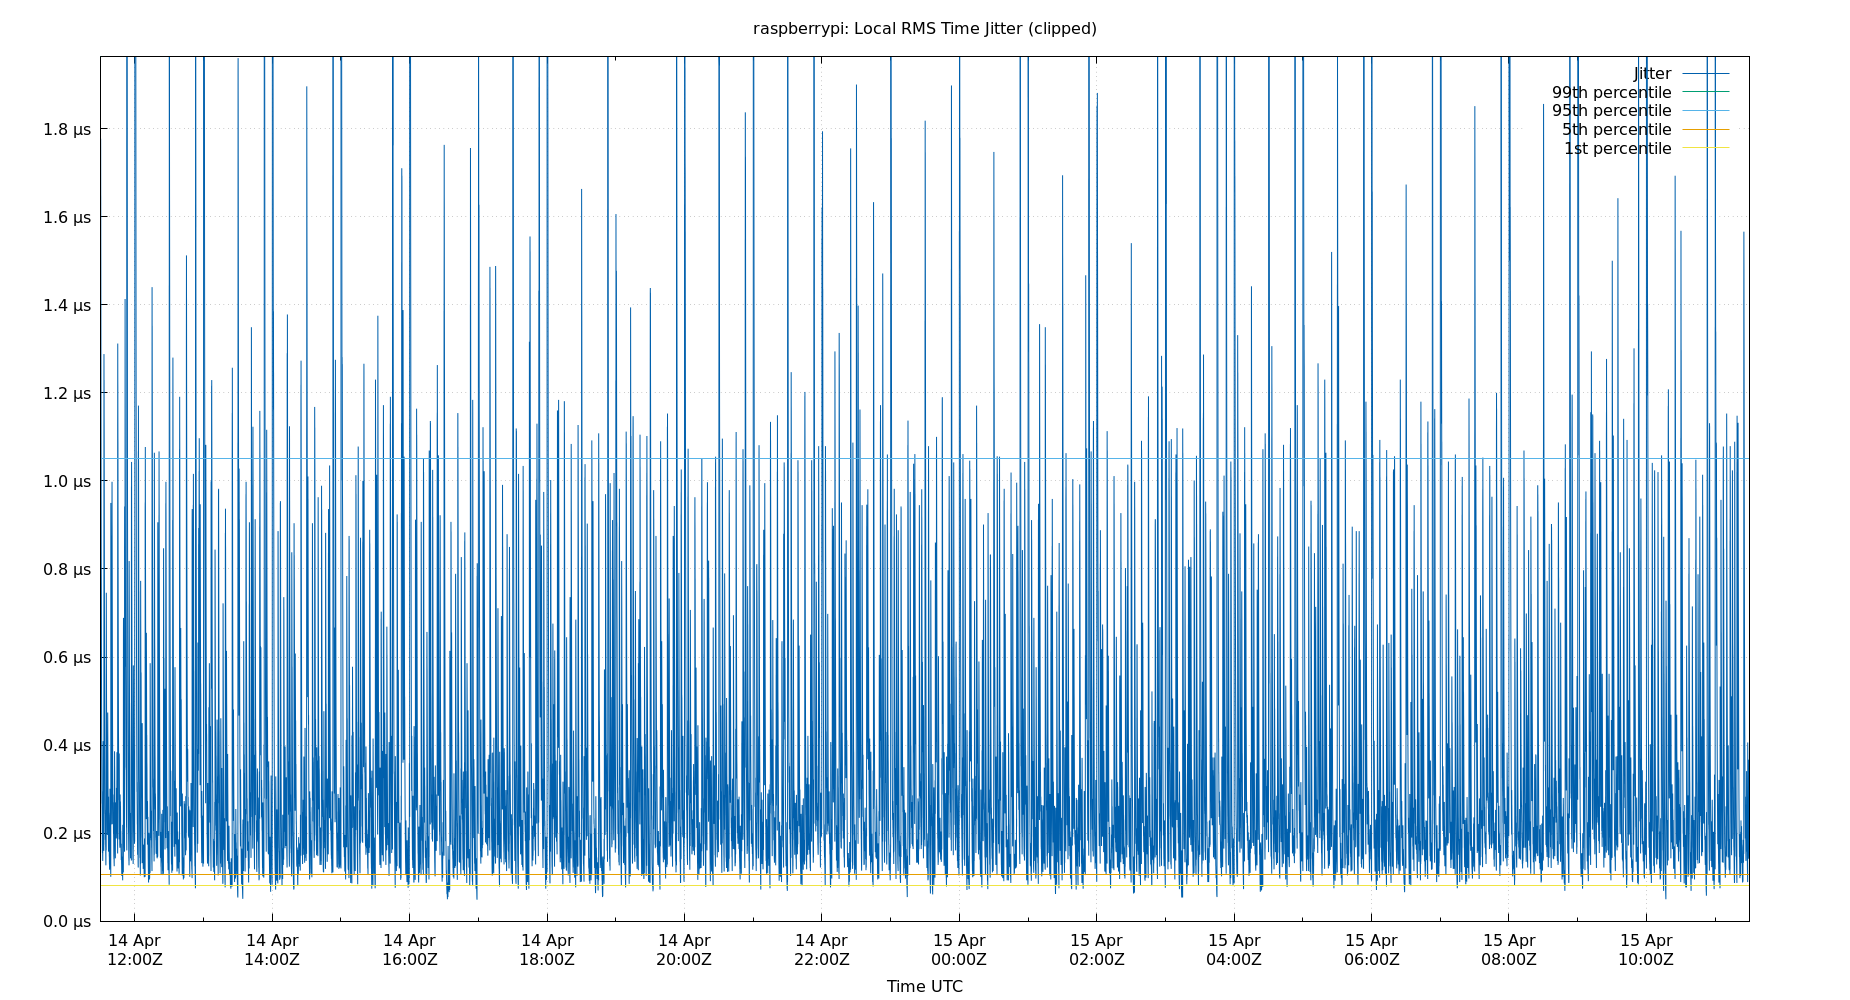 raspberrypi: Local RMS Time Jitter (clipped)
Jitter
99th percentile
95th percentile
5th percentile
1st percentile
1.8 μs
1.6 μs
1.4 μs
1.2 μs
1.0 μs
0.8 μs
0.6 μs
0.4 μs
0.2 μs
0.0 μs
14 Apr 14 Apr 14 Apr 14 Apr 14 Apr 14 Apr 15 Apr 15 Apr 15 Apr 15 Apr 15 Apr 15 Apr
12:00Z 14:00Z 16:00Z 18:00Z 20:00Z 22:00Z 00:00Z 02:00Z 04:00Z 06:00Z 08:00Z 10:00Z
Time UTC